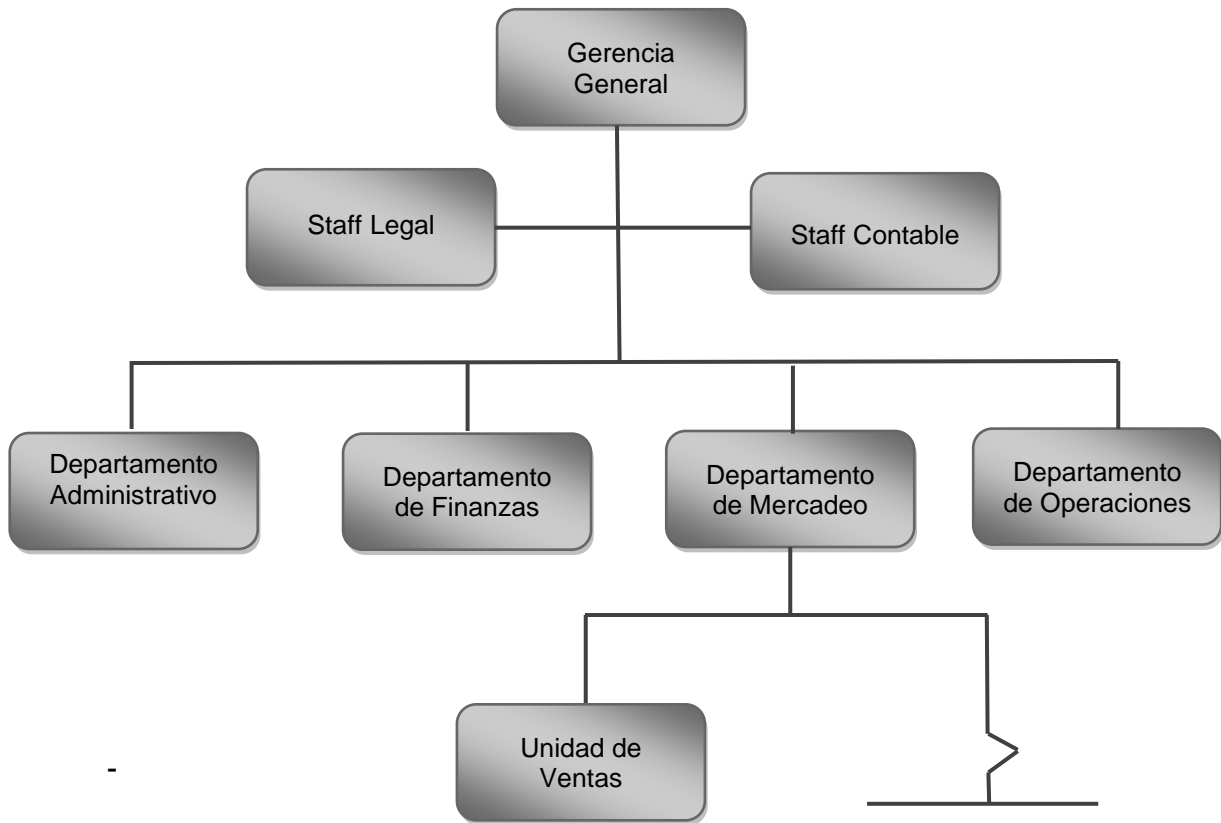 Gerencia
General
Staff Legal
Staff Contable
Departamento
Administrativo
Departamento
de Finanzas
Departamento
de Mercadeo
Departamento
de Operaciones
Unidad de
Ventas
-